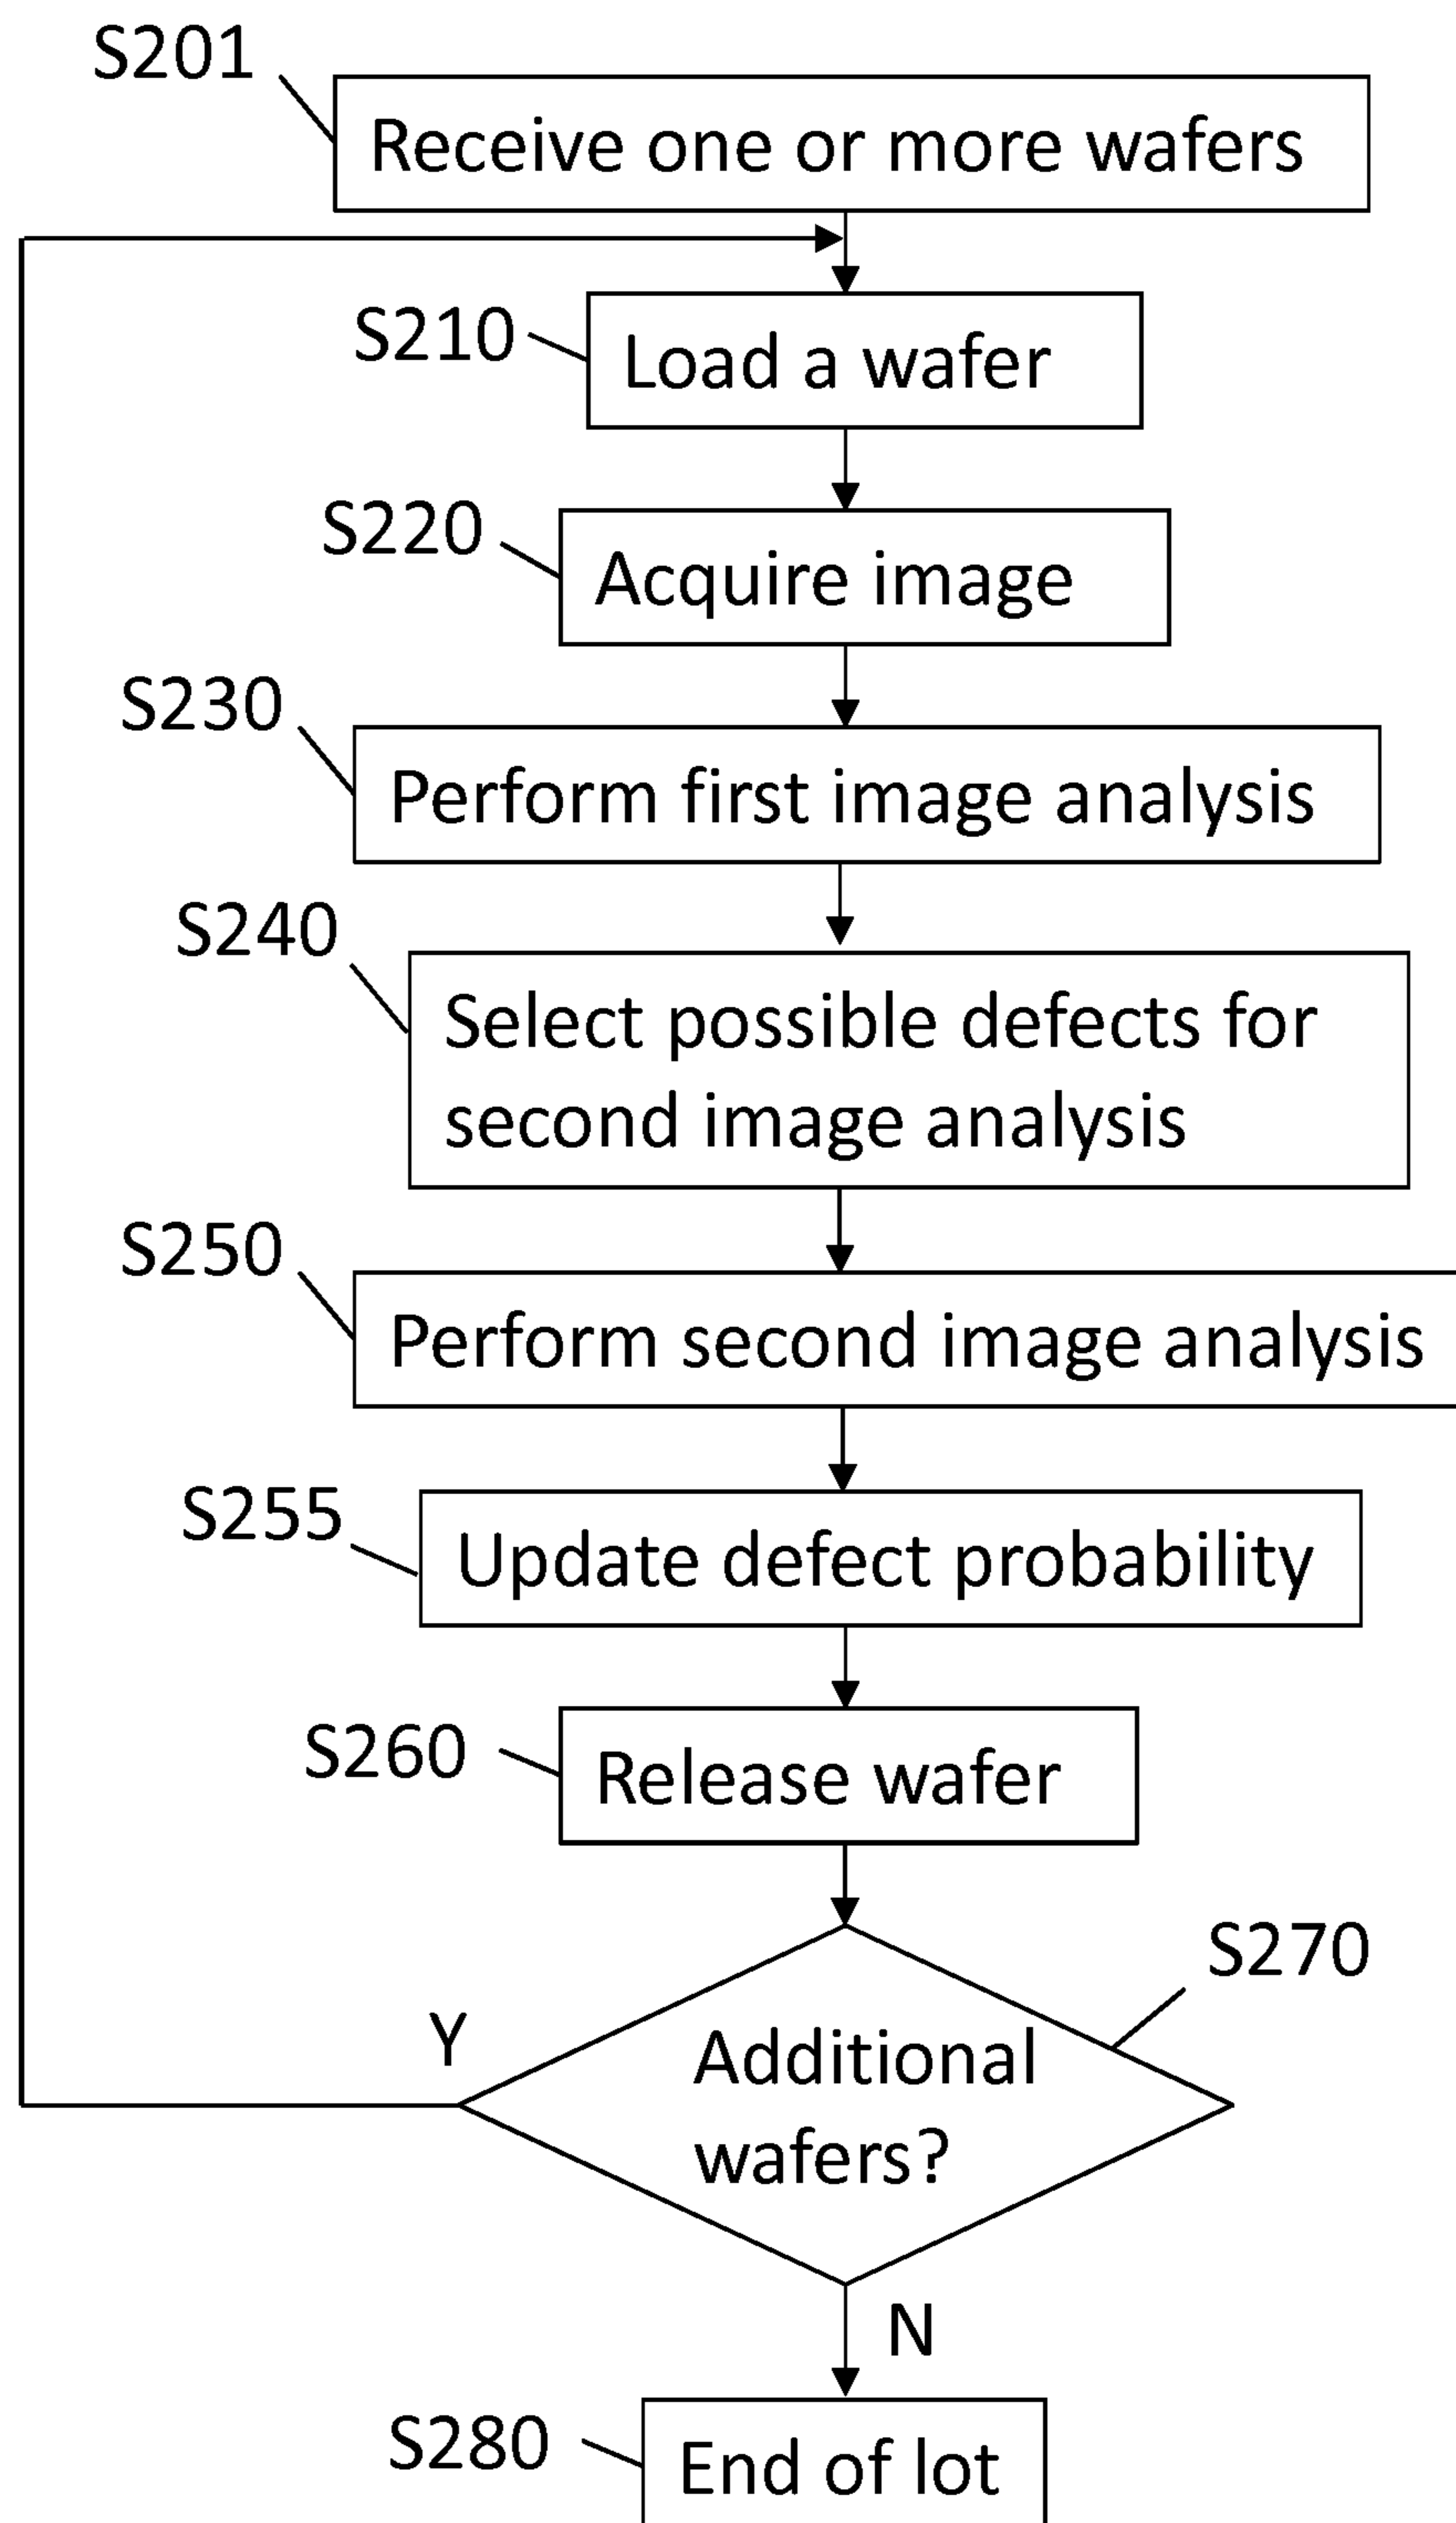 S201
Receive one or more wafers
S210
Load a wafer
S220
Acquire image
S230
Perform first image analysis
S240
Select possible defects for
second image analysis
S250
Perform second image analysis
S255
Update defect probability
S260
Release wafer
S270
Additional
wafers?
Y
N
S280
End of lot